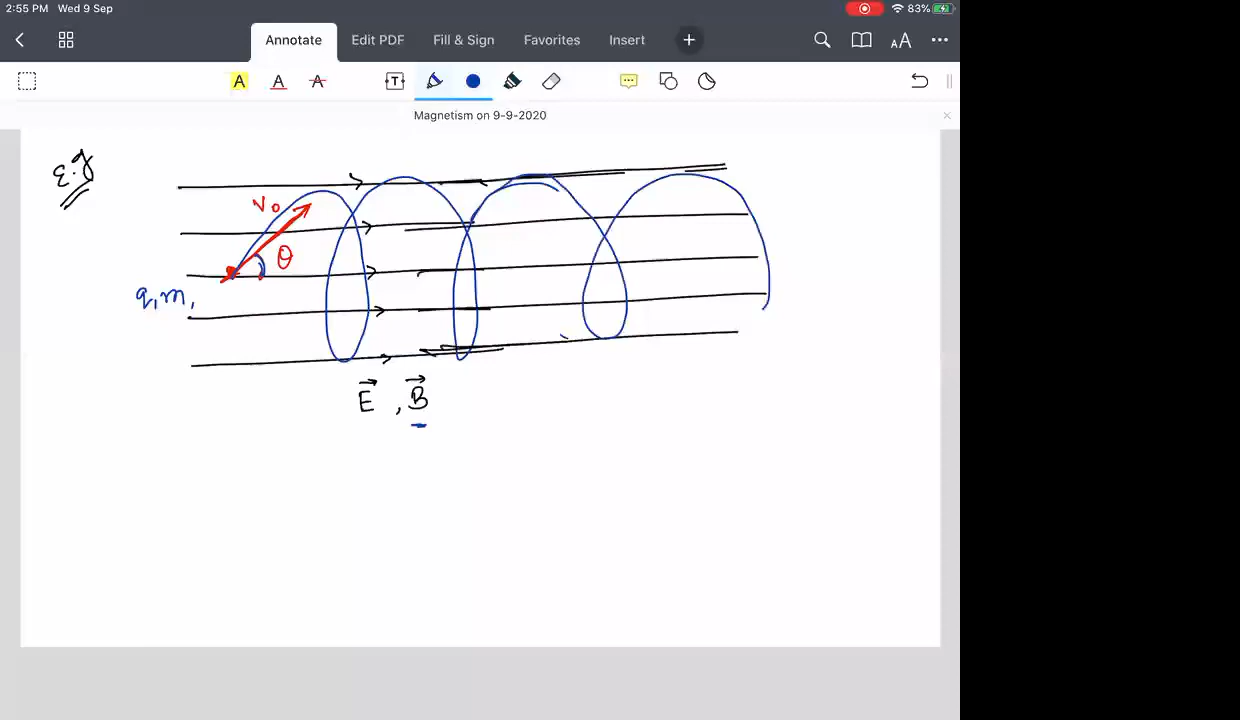 2:55 PM Wed 9 Sep 83%
Annotate Edit PDF Fill & Sign Favorites Insert + AA
A A A T
Magnetism on 9-9-2020
E.g
v₀
θ
q, m,
E⃗ , B⃗